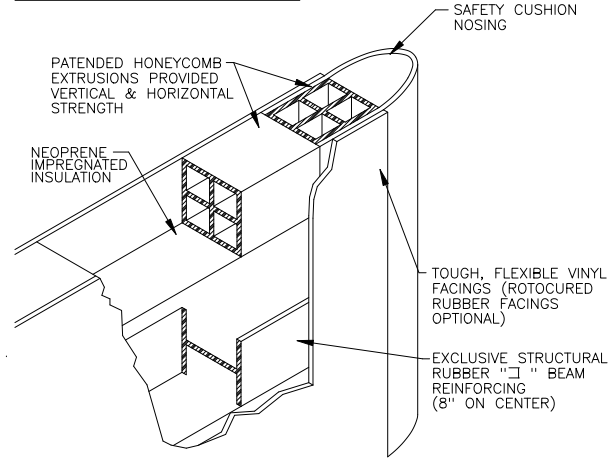 SAFETY CUSHION
NOSING
PATENDED HONEYCOMB
EXTRUSIONS PROVIDED
VERTICAL & HORIZONTAL
STRENGTH
NEOPRENE
IMPREGNATED
INSULATION
TOUGH, FLEXIBLE VINYL
FACINGS (ROTOCURED
RUBBER FACINGS
OPTIONAL)
EXCLUSIVE STRUCTURAL
RUBBER "コ " BEAM
REINFORCING
(8" ON CENTER)